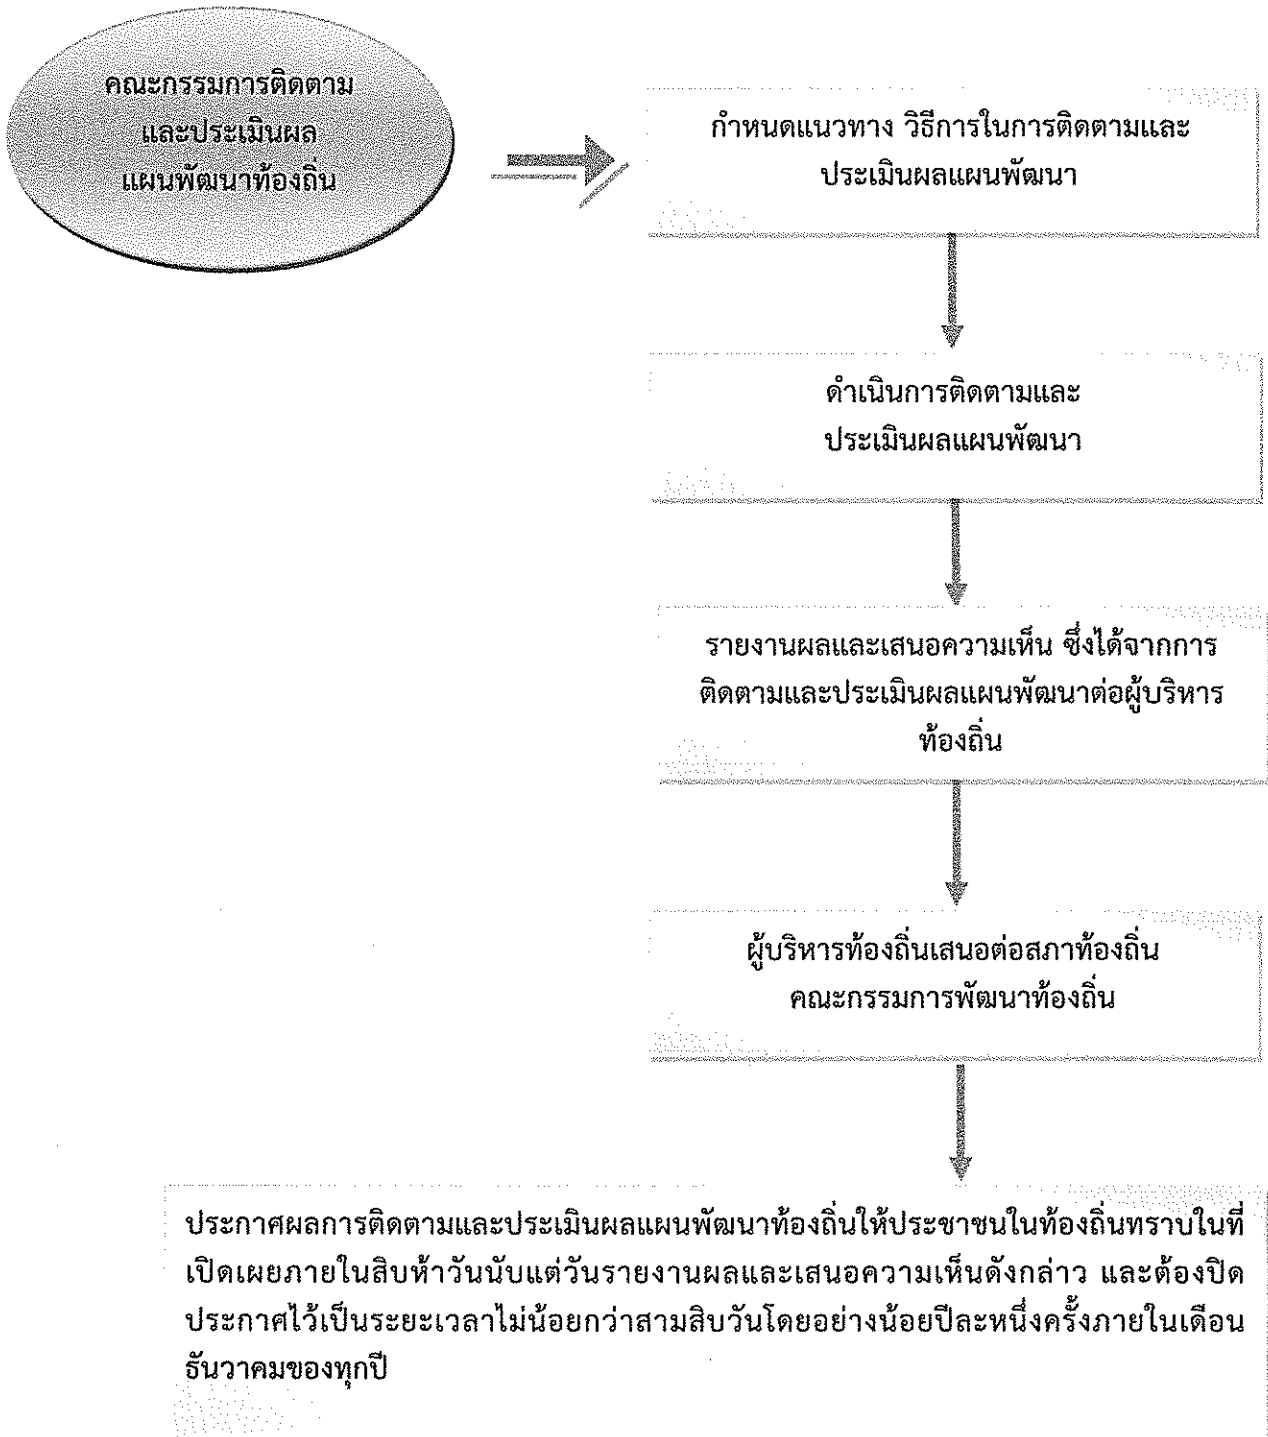 คณะกรรมการติดตาม
และประเมินผล
แผนพัฒนาท้องถิ่น
กำหนดแนวทาง วิธีการในการติดตามและ
ประเมินผลแผนพัฒนา
ดำเนินการติดตามและ
ประเมินผลแผนพัฒนา
รายงานผลและเสนอความเห็น ซึ่งได้จากการ
ติดตามและประเมินผลแผนพัฒนาต่อผู้บริหาร
ท้องถิ่น
ผู้บริหารท้องถิ่นเสนอต่อสภาท้องถิ่น
คณะกรรมการพัฒนาท้องถิ่น
ประกาศผลการติดตามและประเมินผลแผนพัฒนาท้องถิ่นให้ประชาชนในท้องถิ่นทราบในที่
เปิดเผยภายในสิบห้าวันนับแต่วันรายงานผลและเสนอความเห็นดังกล่าว และต้องปิด
ประกาศไว้เป็นระยะเวลาไม่น้อยกว่าสามสิบวันโดยอย่างน้อยปีละหนึ่งครั้งภายในเดือน
ธันวาคมของทุกปี